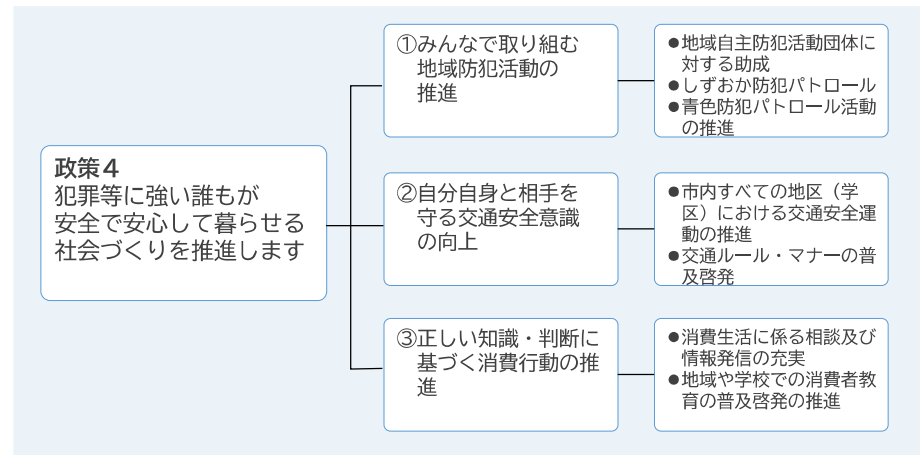 政策４
犯罪等に強い誰もが
安全で安心して暮らせる
社会づくりを推進します
①みんなで取り組む
地域防犯活動の
推進
●地域自主防犯活動団体に
対する助成
●しずおか防犯パトロール
●青色防犯パトロール活動
の推進
②自分自身と相手を
守る交通安全意識
の向上
●市内すべての地区（学
区）における交通安全運
動の推進
●交通ルール・マナーの普
及啓発
③正しい知識・判断に
基づく消費行動の推
進
●消費生活に係る相談及び
情報発信の充実
●地域や学校での消費者教
育の普及啓発の推進